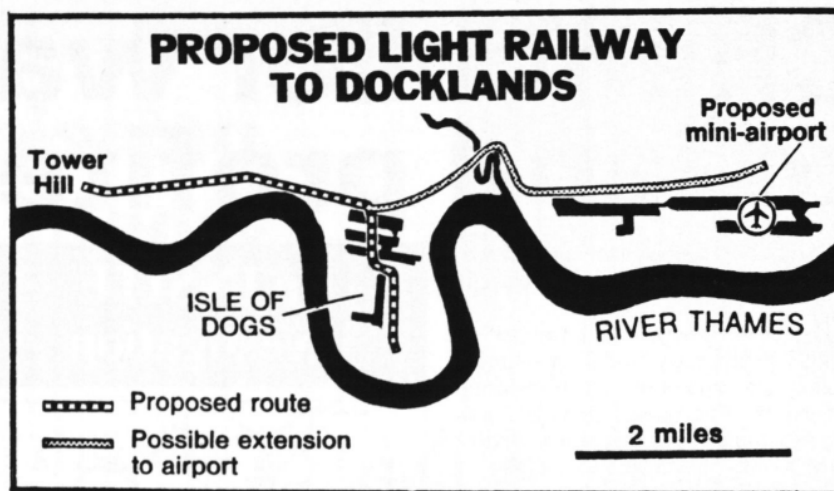 PROPOSED LIGHT RAILWAY
TO DOCKLANDS
Proposed
mini-airport
Tower
Hill
ISLE OF
DOGS
RIVER THAMES
Proposed route
Possible extension
to airport
2 miles